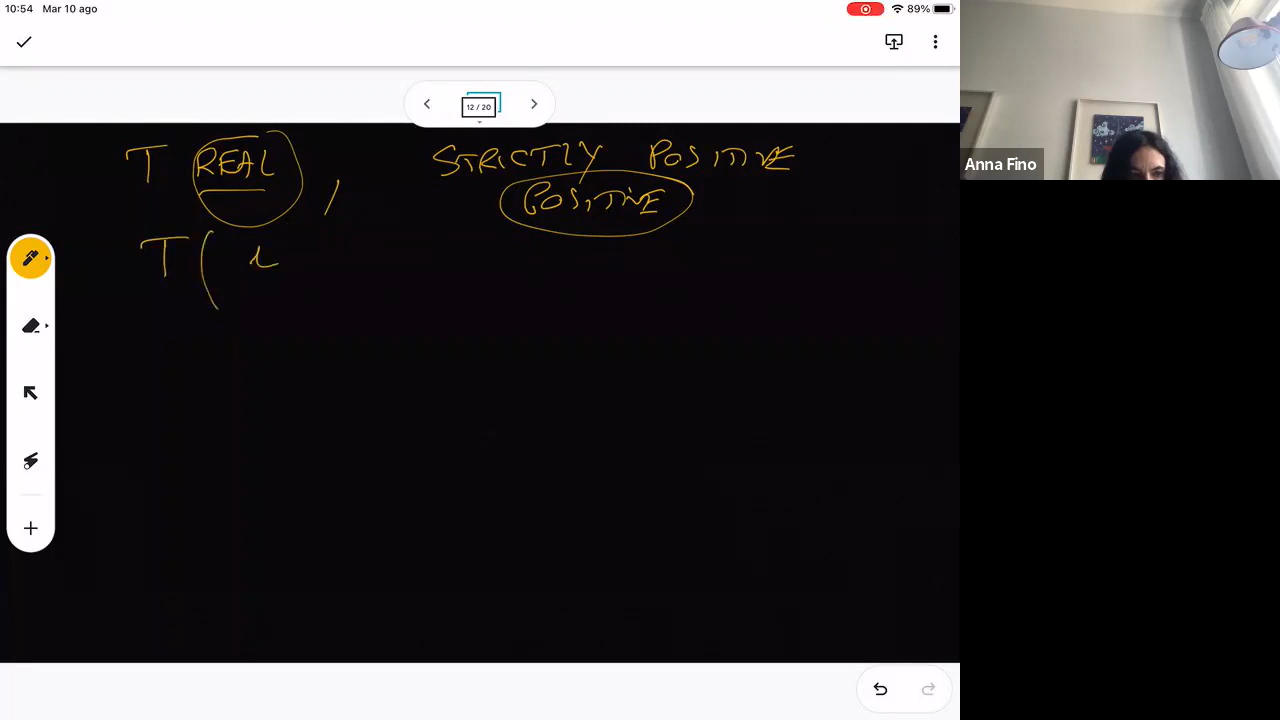 10:54 Mar 10 ago
89%
12 / 20
T REAL , STRICTLY POSITIVE
POSITIVE
T( i
Anna Fino